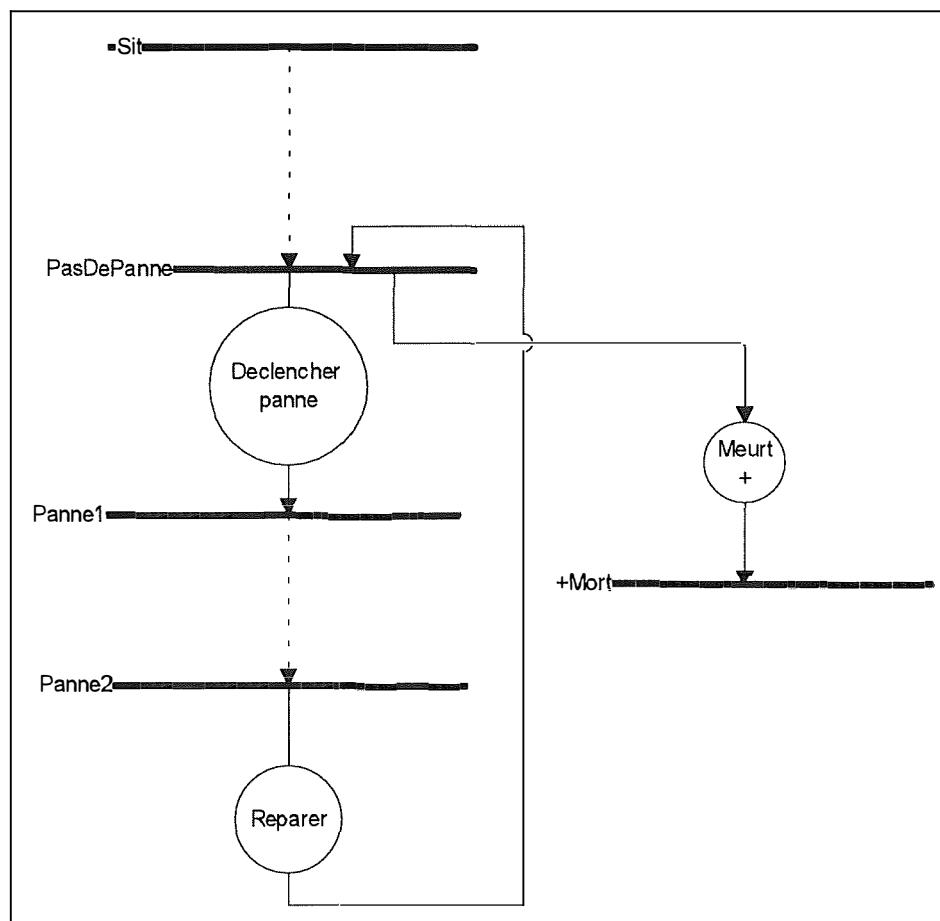 Sit
PasDePanne
Declencher
panne
Meurt
+
Panne1
+Mort
Panne2
Reparer